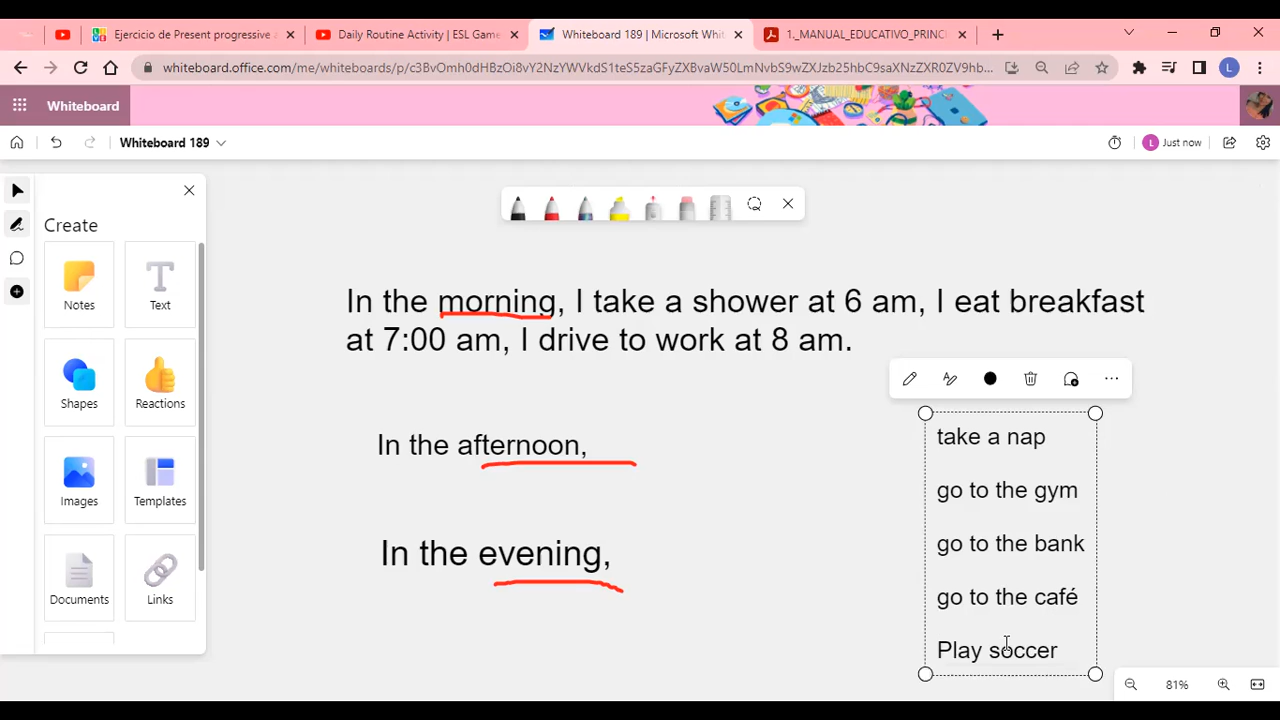 Ejercicio de Present progressive a
Daily Routine Activity | ESL Game
Whiteboard 189 | Microsoft Whit
1._MANUAL_EDUCATIVO_PRINC
whiteboard.office.com/me/whiteboards/p/c3BvOmh0dHBzOi8vY2NzYWVkdS1teS5zaGFyZXBvaW50LmNvbS9wZXJzb25hbC9saXNzZXR0ZV9hb...
L
Whiteboard
Whiteboard 189
L
Just now
Create
Notes
Text
Shapes
Reactions
Images
Templates
Documents
Links
In the morning, I take a shower at 6 am, I eat breakfast
at 7:00 am, I drive to work at 8 am.
In the afternoon,
In the evening,
take a nap
go to the gym
go to the bank
go to the café
Play soccer
81%